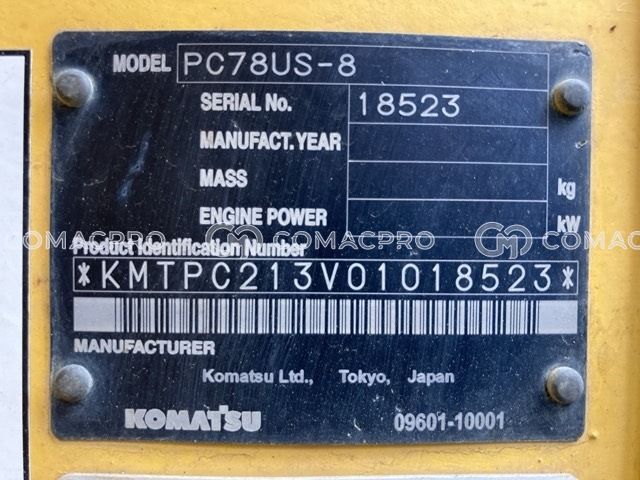 MODEL PC78US-8
SERIAL No. 18523
MANUFACT.YEAR
MASS kg
ENGINE POWER kW
COMACPRO COMACPRO
Product Identification Number
*KMTPC213V01018523*
MANUFACTURER
Komatsu Ltd., Tokyo, Japan
KOMATSU 09601-10001